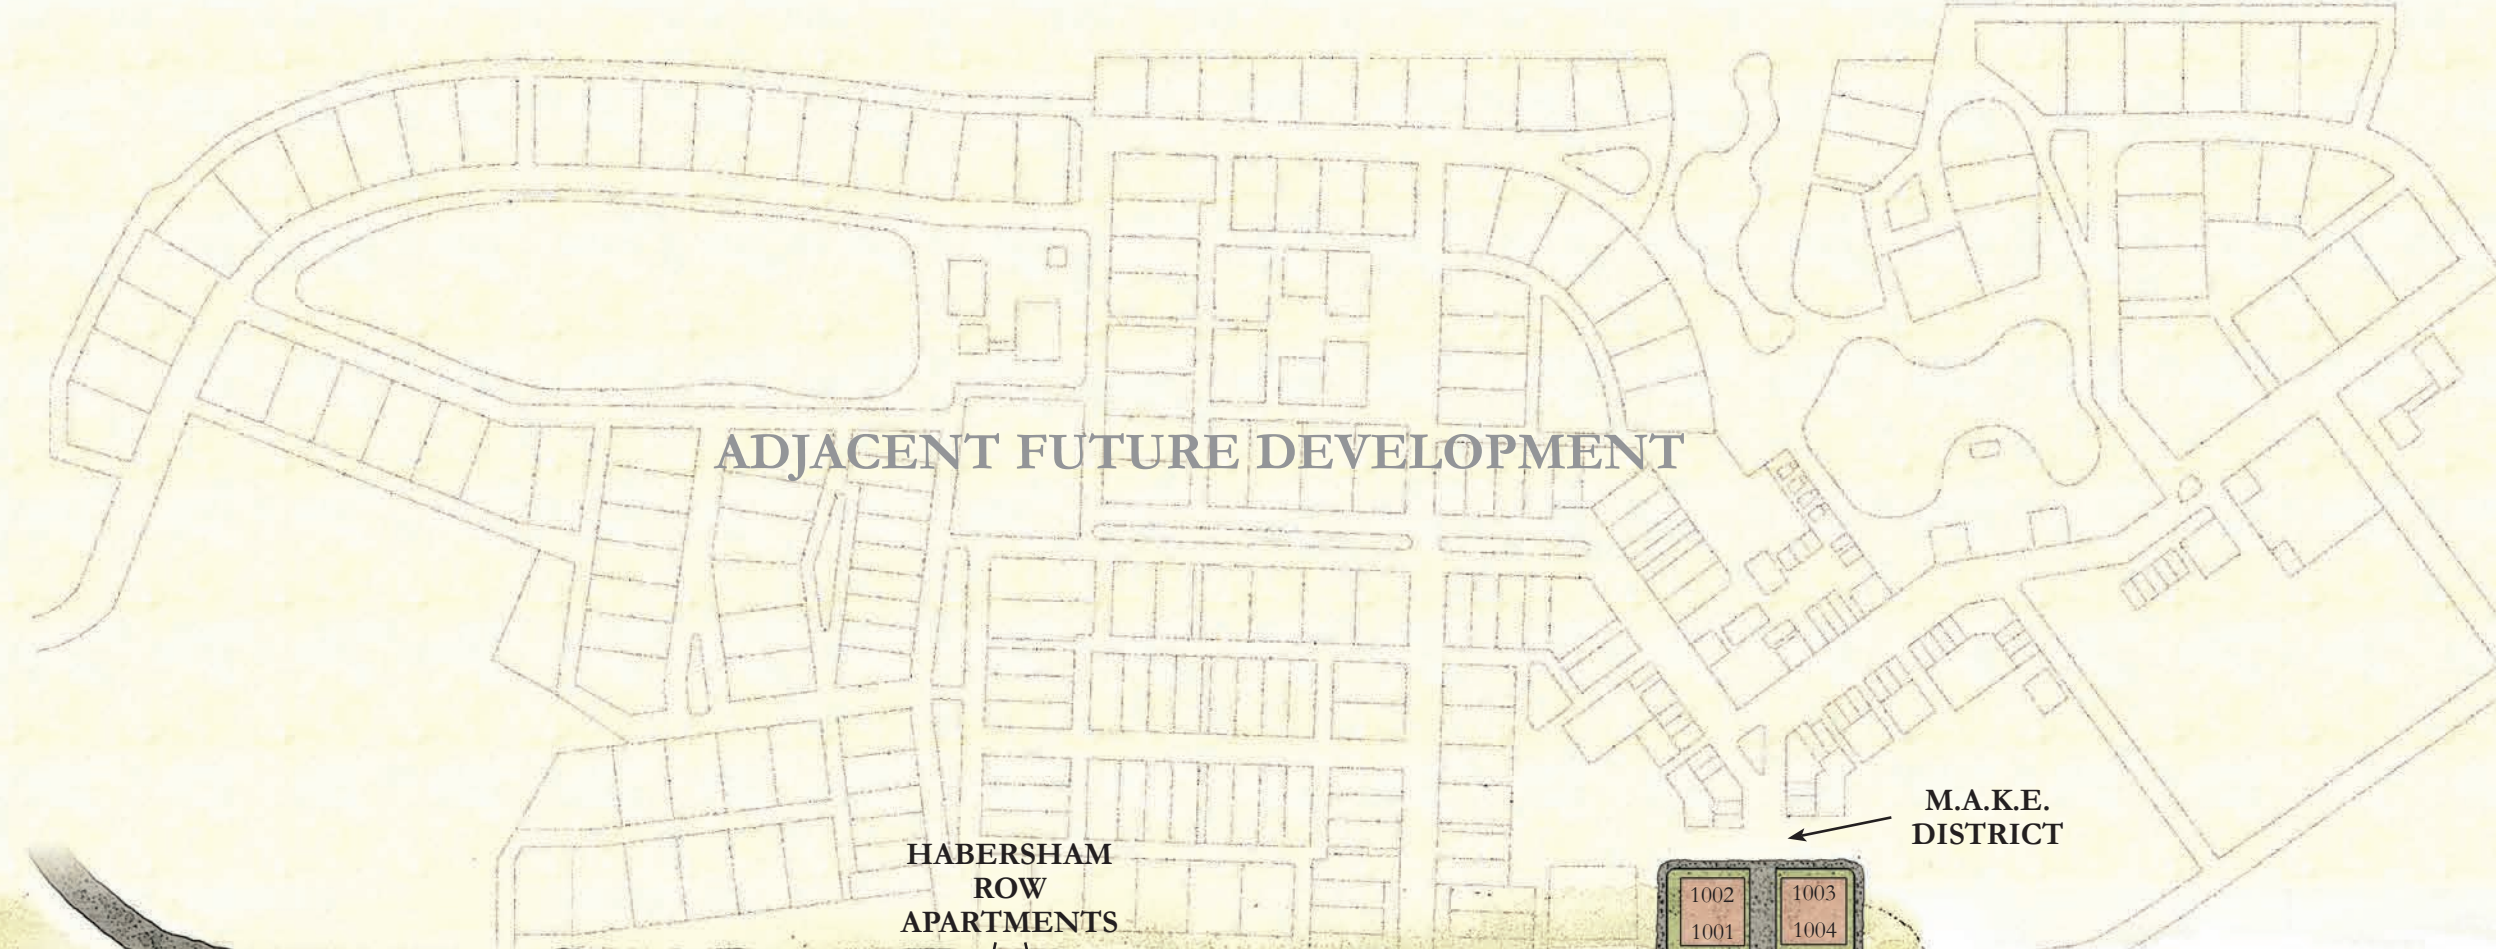 ADJACENT FUTURE DEVELOPMENT
M.A.K.E.
DISTRICT
HABERSHAM
ROW
APARTMENTS
1002
1003
1001
1004